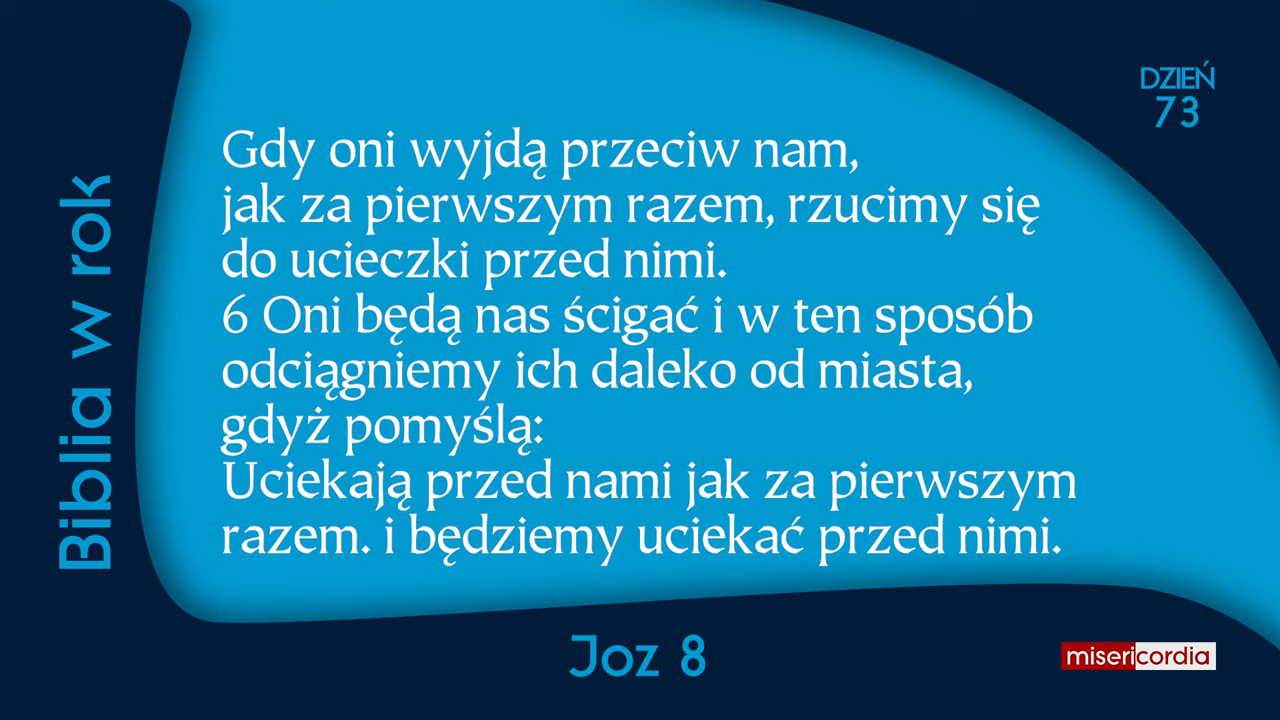 DZIEŃ
73
Gdy oni wyjdą przeciw nam,
jak za pierwszym razem, rzucimy się
do ucieczki przed nimi.
6 Oni będą nas ścigać i w ten sposób
odciągniemy ich daleko od miasta,
gdyż pomyślą:
Uciekają przed nami jak za pierwszym
razem. i będziemy uciekać przed nimi.
Biblia w rok
Joz 8
misericordia